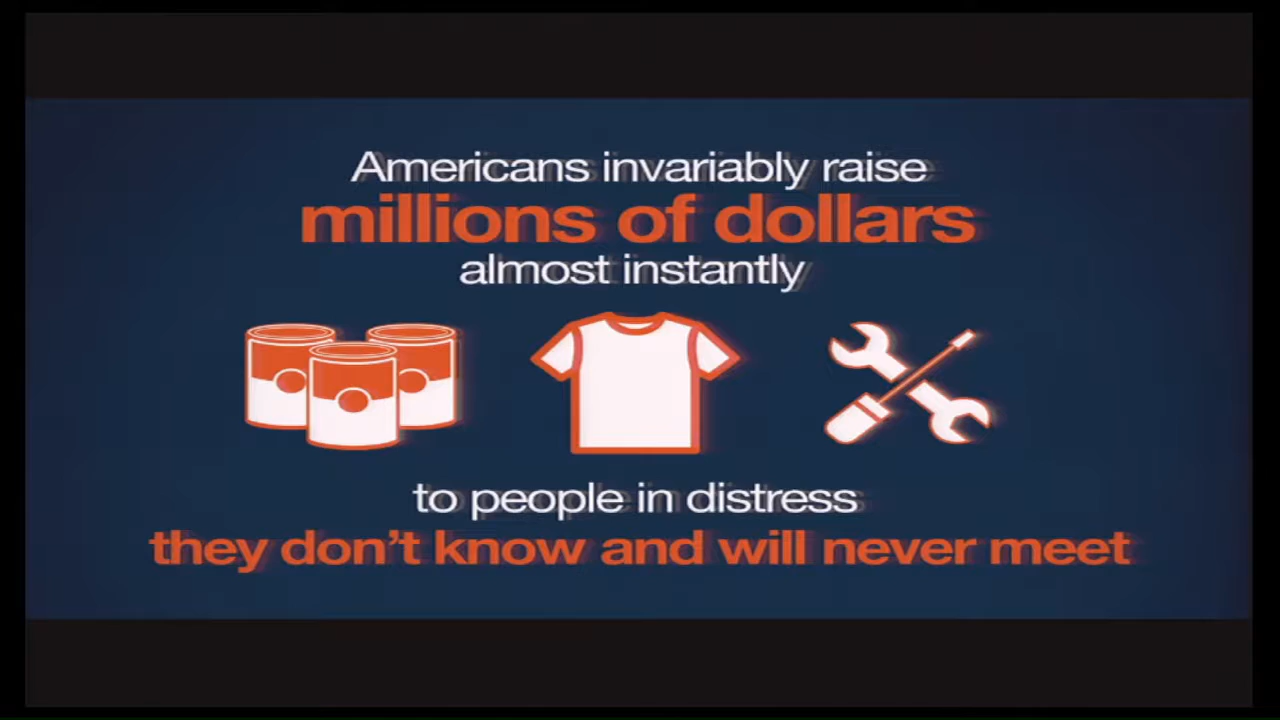 Americans invariably raise
millions of dollars
almost instantly
to people in distress
they don't know and will never meet